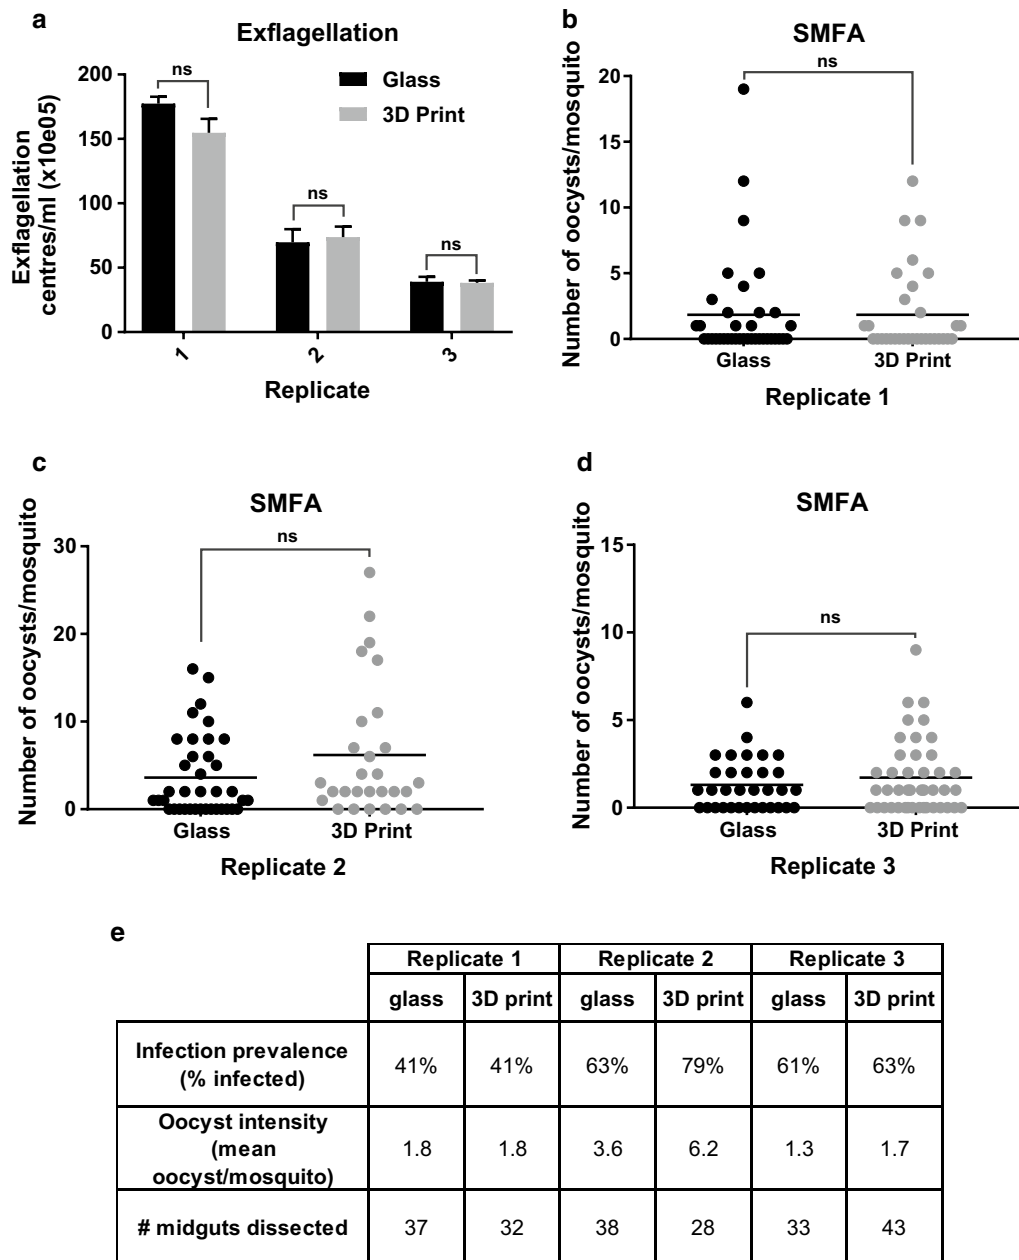 a
Exflagellation
Exflagellation
centres/ml (x10e05)
200
150
100
50
0
ns
ns
ns
Glass
3D Print
1
2
3
Replicate
b
SMFA
Number of oocysts/mosquito
20
15
10
5
0
ns
Glass
3D Print
Replicate 1
c
SMFA
Number of oocysts/mosquito
30
20
10
0
ns
Glass
3D Print
Replicate 2
d
SMFA
Number of oocysts/mosquito
15
10
5
0
ns
Glass
3D Print
Replicate 3
e
Replicate 1 Replicate 2 Replicate 3
glass 3D print glass 3D print glass 3D print
Infection prevalence
(% infected)
41% 41% 63% 79% 61% 63%
Oocyst intensity
(mean
oocyst/mosquito)
1.8 1.8 3.6 6.2 1.3 1.7
# midguts dissected 37 32 38 28 33 43